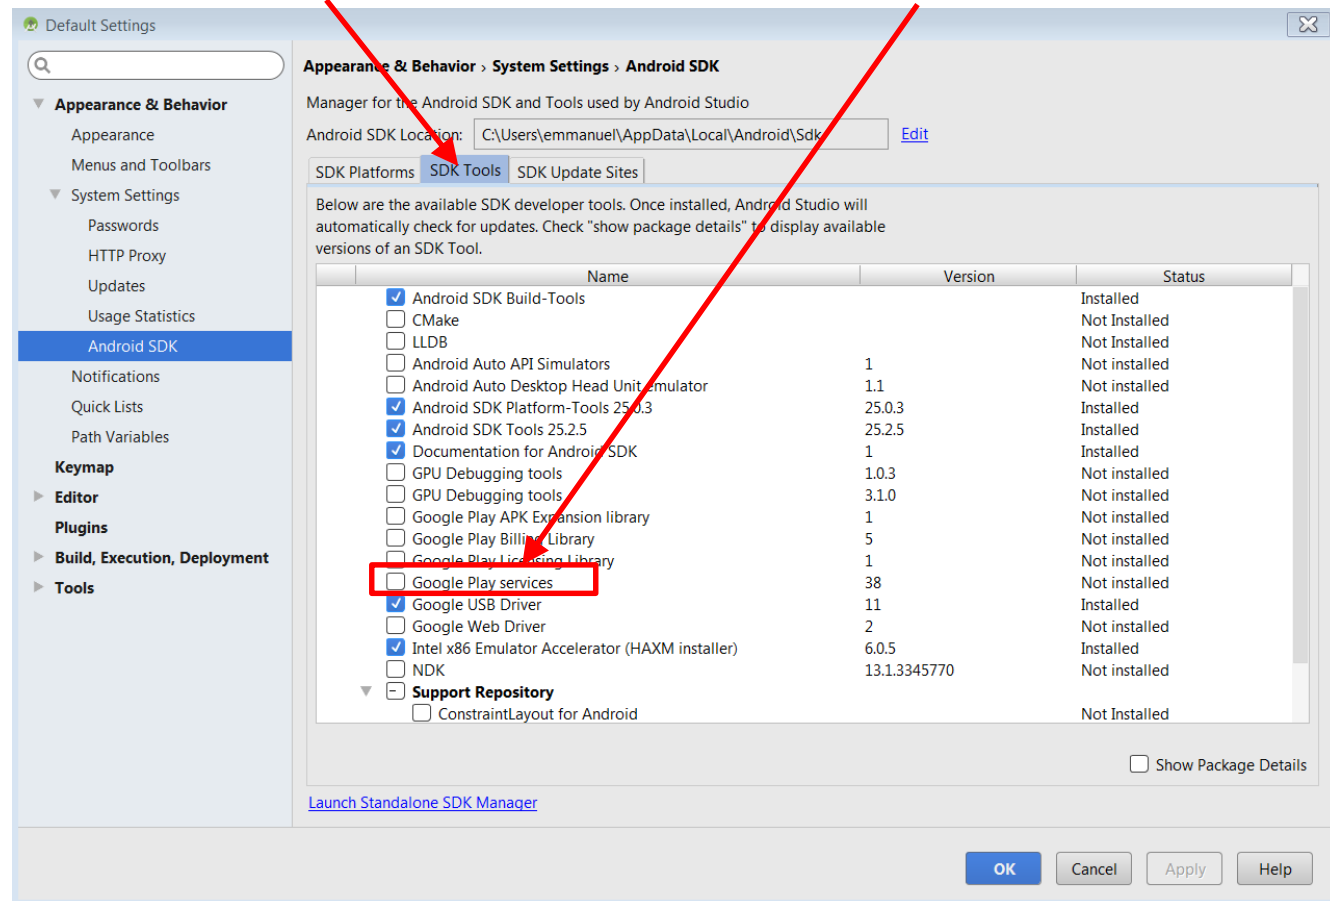 Default Settings
Appearance & Behavior
Appearance
Menus and Toolbars
System Settings
Passwords
HTTP Proxy
Updates
Usage Statistics
Android SDK
Notifications
Quick Lists
Path Variables
Keymap
Editor
Plugins
Build, Execution, Deployment
Tools
Appearance & Behavior › System Settings › Android SDK
Manager for the Android SDK and Tools used by Android Studio
Android SDK Location: C:\Users\emmanuel\AppData\Local\Android\Sdk Edit
SDK Platforms SDK Tools SDK Update Sites
Below are the available SDK developer tools. Once installed, Android Studio will
automatically check for updates. Check "show package details" to display available
versions of an SDK Tool.
Name Version Status
Android SDK Build-Tools Installed
CMake Not Installed
LLDB Not Installed
Android Auto API Simulators 1 Not installed
Android Auto Desktop Head Unit emulator 1.1 Not installed
Android SDK Platform-Tools 25.0.3 25.0.3 Installed
Android SDK Tools 25.2.5 25.2.5 Installed
Documentation for Android SDK 1 Installed
GPU Debugging tools 1.0.3 Not installed
GPU Debugging tools 3.1.0 Not installed
Google Play APK Expansion library 1 Not installed
Google Play Billing Library 5 Not installed
Google Play Licensing Library 1 Not installed
Google Play services 38 Not installed
Google USB Driver 11 Installed
Google Web Driver 2 Not installed
Intel x86 Emulator Accelerator (HAXM installer) 6.0.5 Installed
NDK 13.1.3345770 Not installed
Support Repository
ConstraintLayout for Android Not Installed
Show Package Details
Launch Standalone SDK Manager
OK Cancel Apply Help